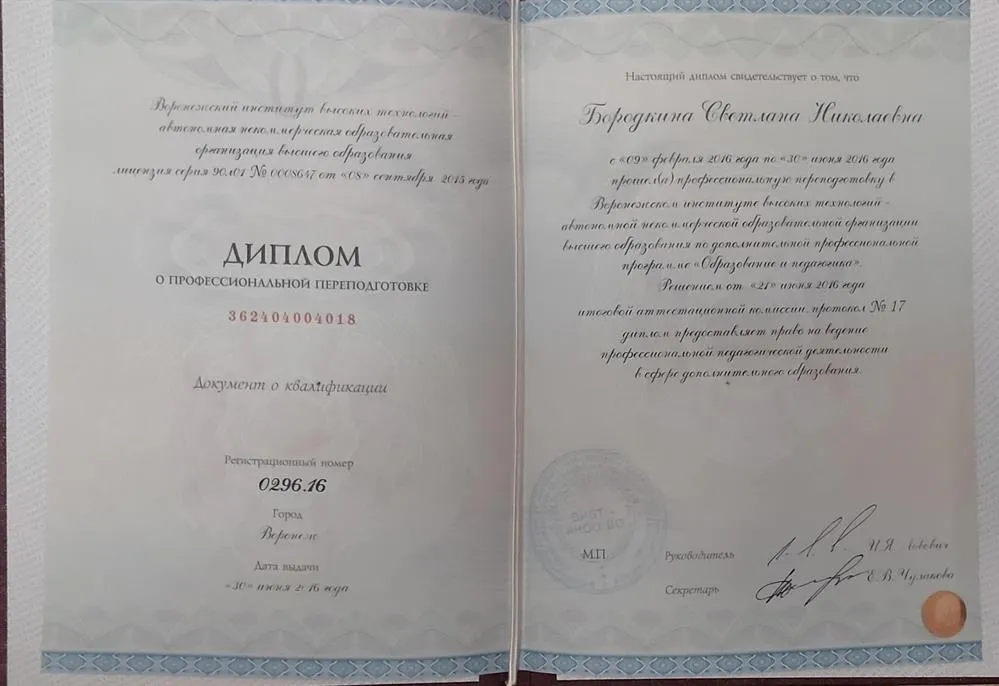 Воронежский институт высоких технологий –
автономная некоммерческая образовательная
организация высшего образования
лицензия серия 90Л01 № 0008647 от «08» сентября 2015 года
ДИПЛОМ
О ПРОФЕССИОНАЛЬНОЙ ПЕРЕПОДГОТОВКЕ
362404004018
Документ о квалификации
Регистрационный номер
0296.16
Город
Воронеж
Дата выдачи
«30» июня 2016 года
Настоящий диплом свидетельствует о том, что
Бородкина Светлана Николаевна
с «09» февраля 2016 года по «30» июня 2016 года
прошел(а) профессиональную переподготовку в
Воронежском институте высоких технологий –
автономной некоммерческой образовательной организации
высшего образования по дополнительной профессиональной
программе «Образование и педагогика».
Решением от «21» июня 2016 года
итоговой аттестационной комиссии, протокол № 17
диплом предоставляет право на ведение
профессиональной педагогической деятельности
в сфере дополнительного образования.
М.П.
Руководитель
И.Я. Львович
Секретарь
Е.В. Чулакова